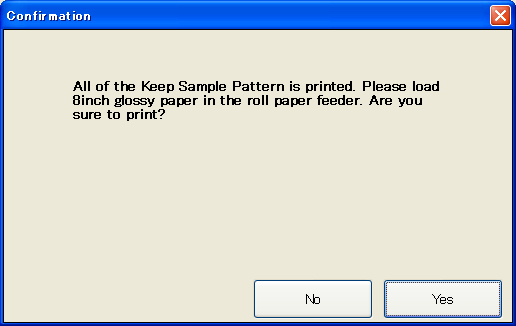 Confirmation
All of the Keep Sample Pattern is printed. Please load
8inch glossy paper in the roll paper feeder. Are you
sure to print?
No
Yes